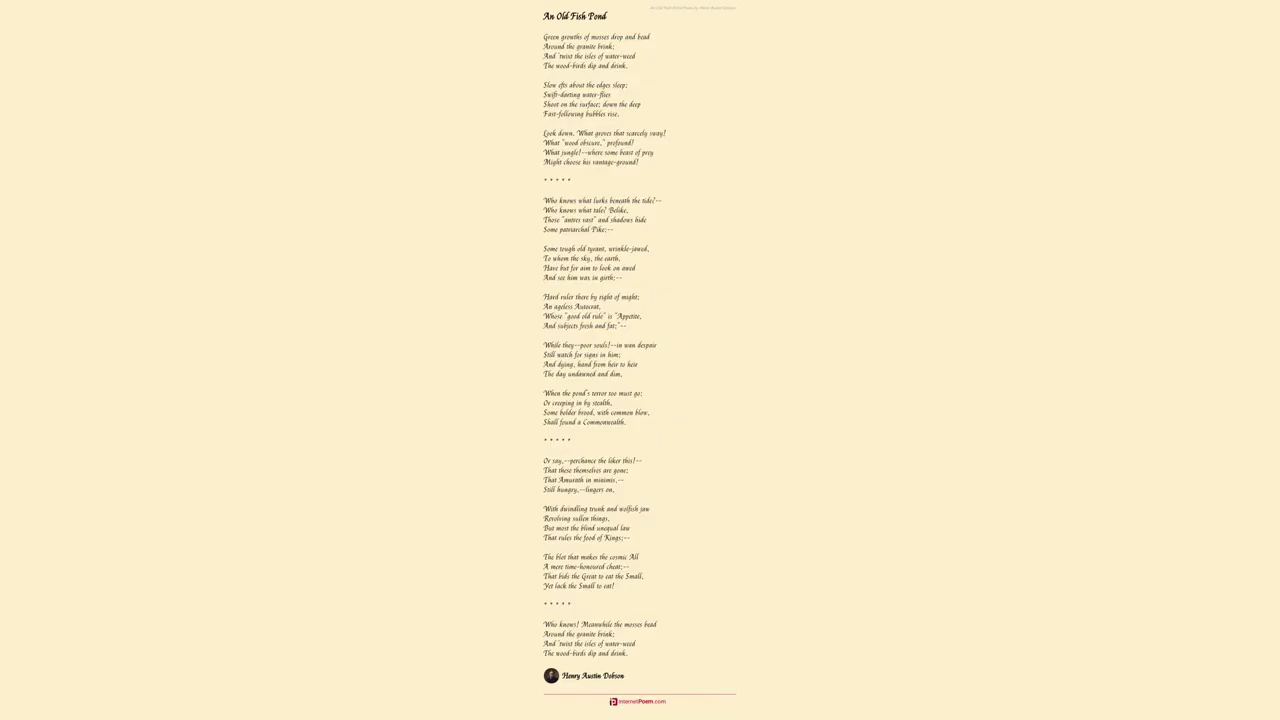 An Old Fish Pond Poem by Henry Austin Dobson
An Old Fish Pond
Green growths of mosses drop and bead
Around the granite brink;
And 'twixt the isles of water-weed
The wood-birds dip and drink.
Slow efts about the edges sleep;
Swift-darting water-flies
Shoot on the surface; down the deep
Fast-following bubbles rise.
Look down. What groves that scarcely sway!
What "wood obscure," profound!
What jungle!--where some beast of prey
Might choose his vantage-ground!
* * * * *
Who knows what lurks beneath the tide?--
Who knows what tale? Belike,
Those "antres vast" and shadows hide
Some patriarchal Pike;--
Some tough old tyrant, wrinkle-jawed,
To whom the sky, the earth,
Have but for aim to look on awed
And see him wax in girth;--
Hard ruler there by right of might;
An ageless Autocrat,
Whose "good old rule" is "Appetite,
And subjects fresh and fat;"--
While they--poor souls!--in wan despair
Still watch for signs in him;
And dying, hand from heir to heir
The day undawned and dim,
When the pond's terror too must go;
Or creeping in by stealth,
Some bolder brood, with common blow,
Shall found a Commonwealth.
* * * * *
Or say,--perchance the liker this!--
That these themselves are gone;
That Amurath in minimis,--
Still hungry,--lingers on,
With dwindling trunk and wolfish jaw
Revolving sullen things,
But most the blind unequal law
That rules the food of Kings;--
The blot that makes the cosmic All
A mere time-honoured cheat;--
That bids the Great to eat the Small,
Yet lack the Small to eat!
* * * * *
Who knows! Meanwhile the mosses bead
Around the granite brink;
And 'twixt the isles of water-weed
The wood-birds dip and drink.
Henry Austin Dobson
InternetPoem.com